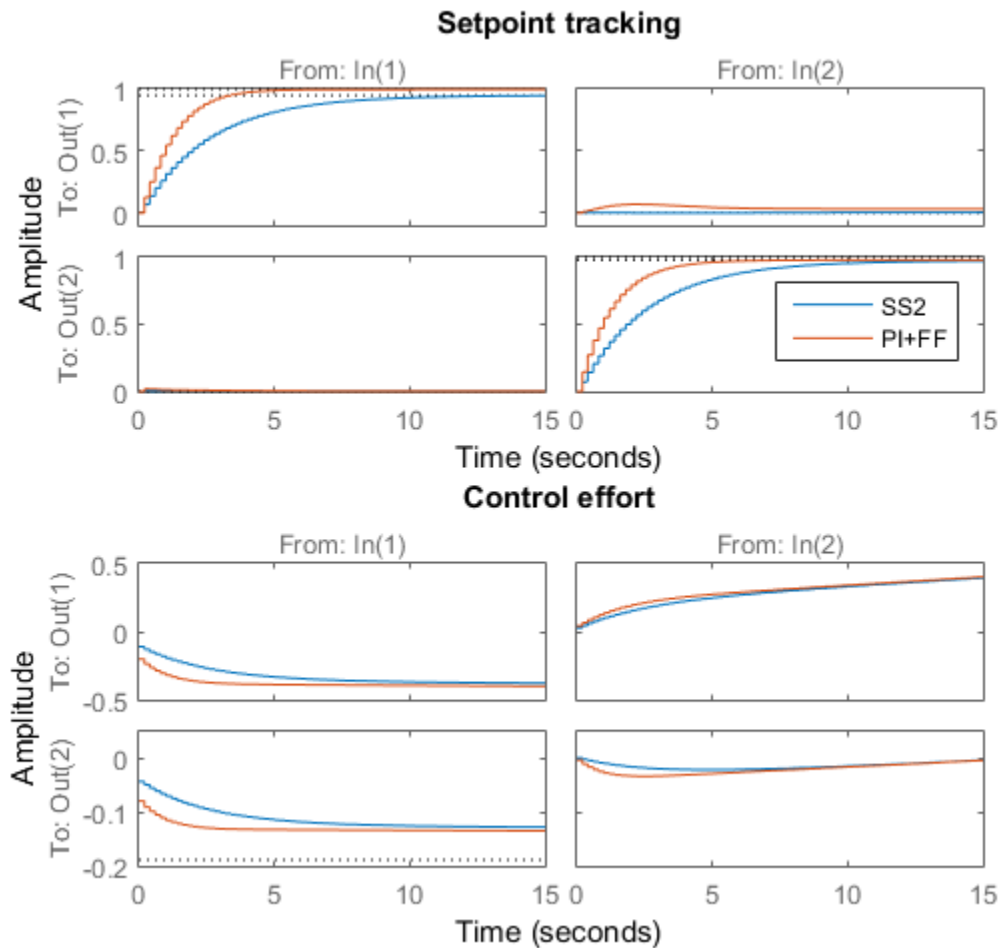 Setpoint tracking
From: In(1)
From: In(2)
Amplitude
To: Out(1)
1
0.5
0
To: Out(2)
1
0.5
0
SS2
PI+FF
0 5 10 15
0 5 10 15
Time (seconds)
Control effort
From: In(1)
From: In(2)
Amplitude
To: Out(1)
0.5
0
-0.5
To: Out(2)
0
-0.1
-0.2
0 5 10 15
0 5 10 15
Time (seconds)